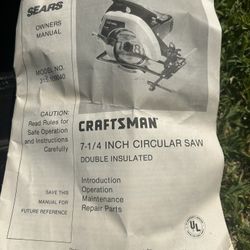 SEARS
OWNERS
MANUAL
MODEL NO.
CAUTION:
Read Rules for
Safe Operation
and Instructions
Carefully
SAVE THIS
MANUAL FOR
FUTURE REFERENCE
CRAFTSMAN
7-1/4 INCH CIRCULAR SAW
DOUBLE INSULATED
Introduction
Operation
Maintenance
Repair Parts
UL